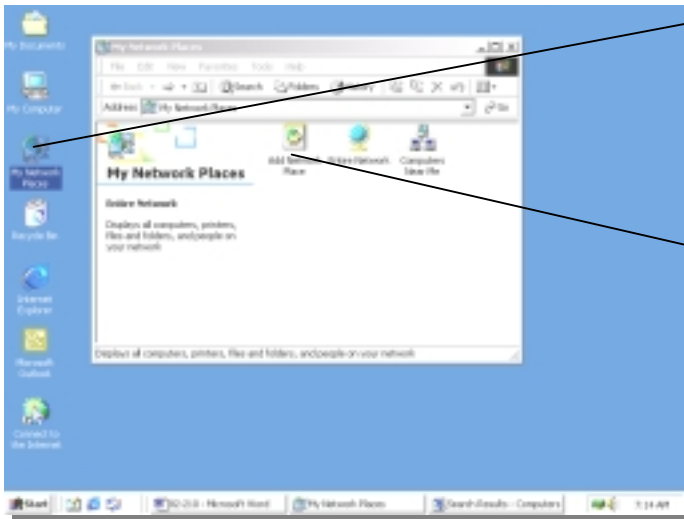 My Documents
My Computer
My Network
Places
Recycle Bin
Internet
Explorer
Microsoft
Outlook
Connect to
the Internet
My Network Places
File Edit View Favorites Tools Help
Back Search Folders History
Address My Network Places Go
My Network Places
Entire Network
Displays all computers, printers,
files and folders, and people on
your network
Add Network
Place
Entire Network
Computers
Near Me
Displays all computers, printers, files and folders, and people on your network
Start
- Microsoft Word
My Network Places
Search Results - Computers
7:14 AM